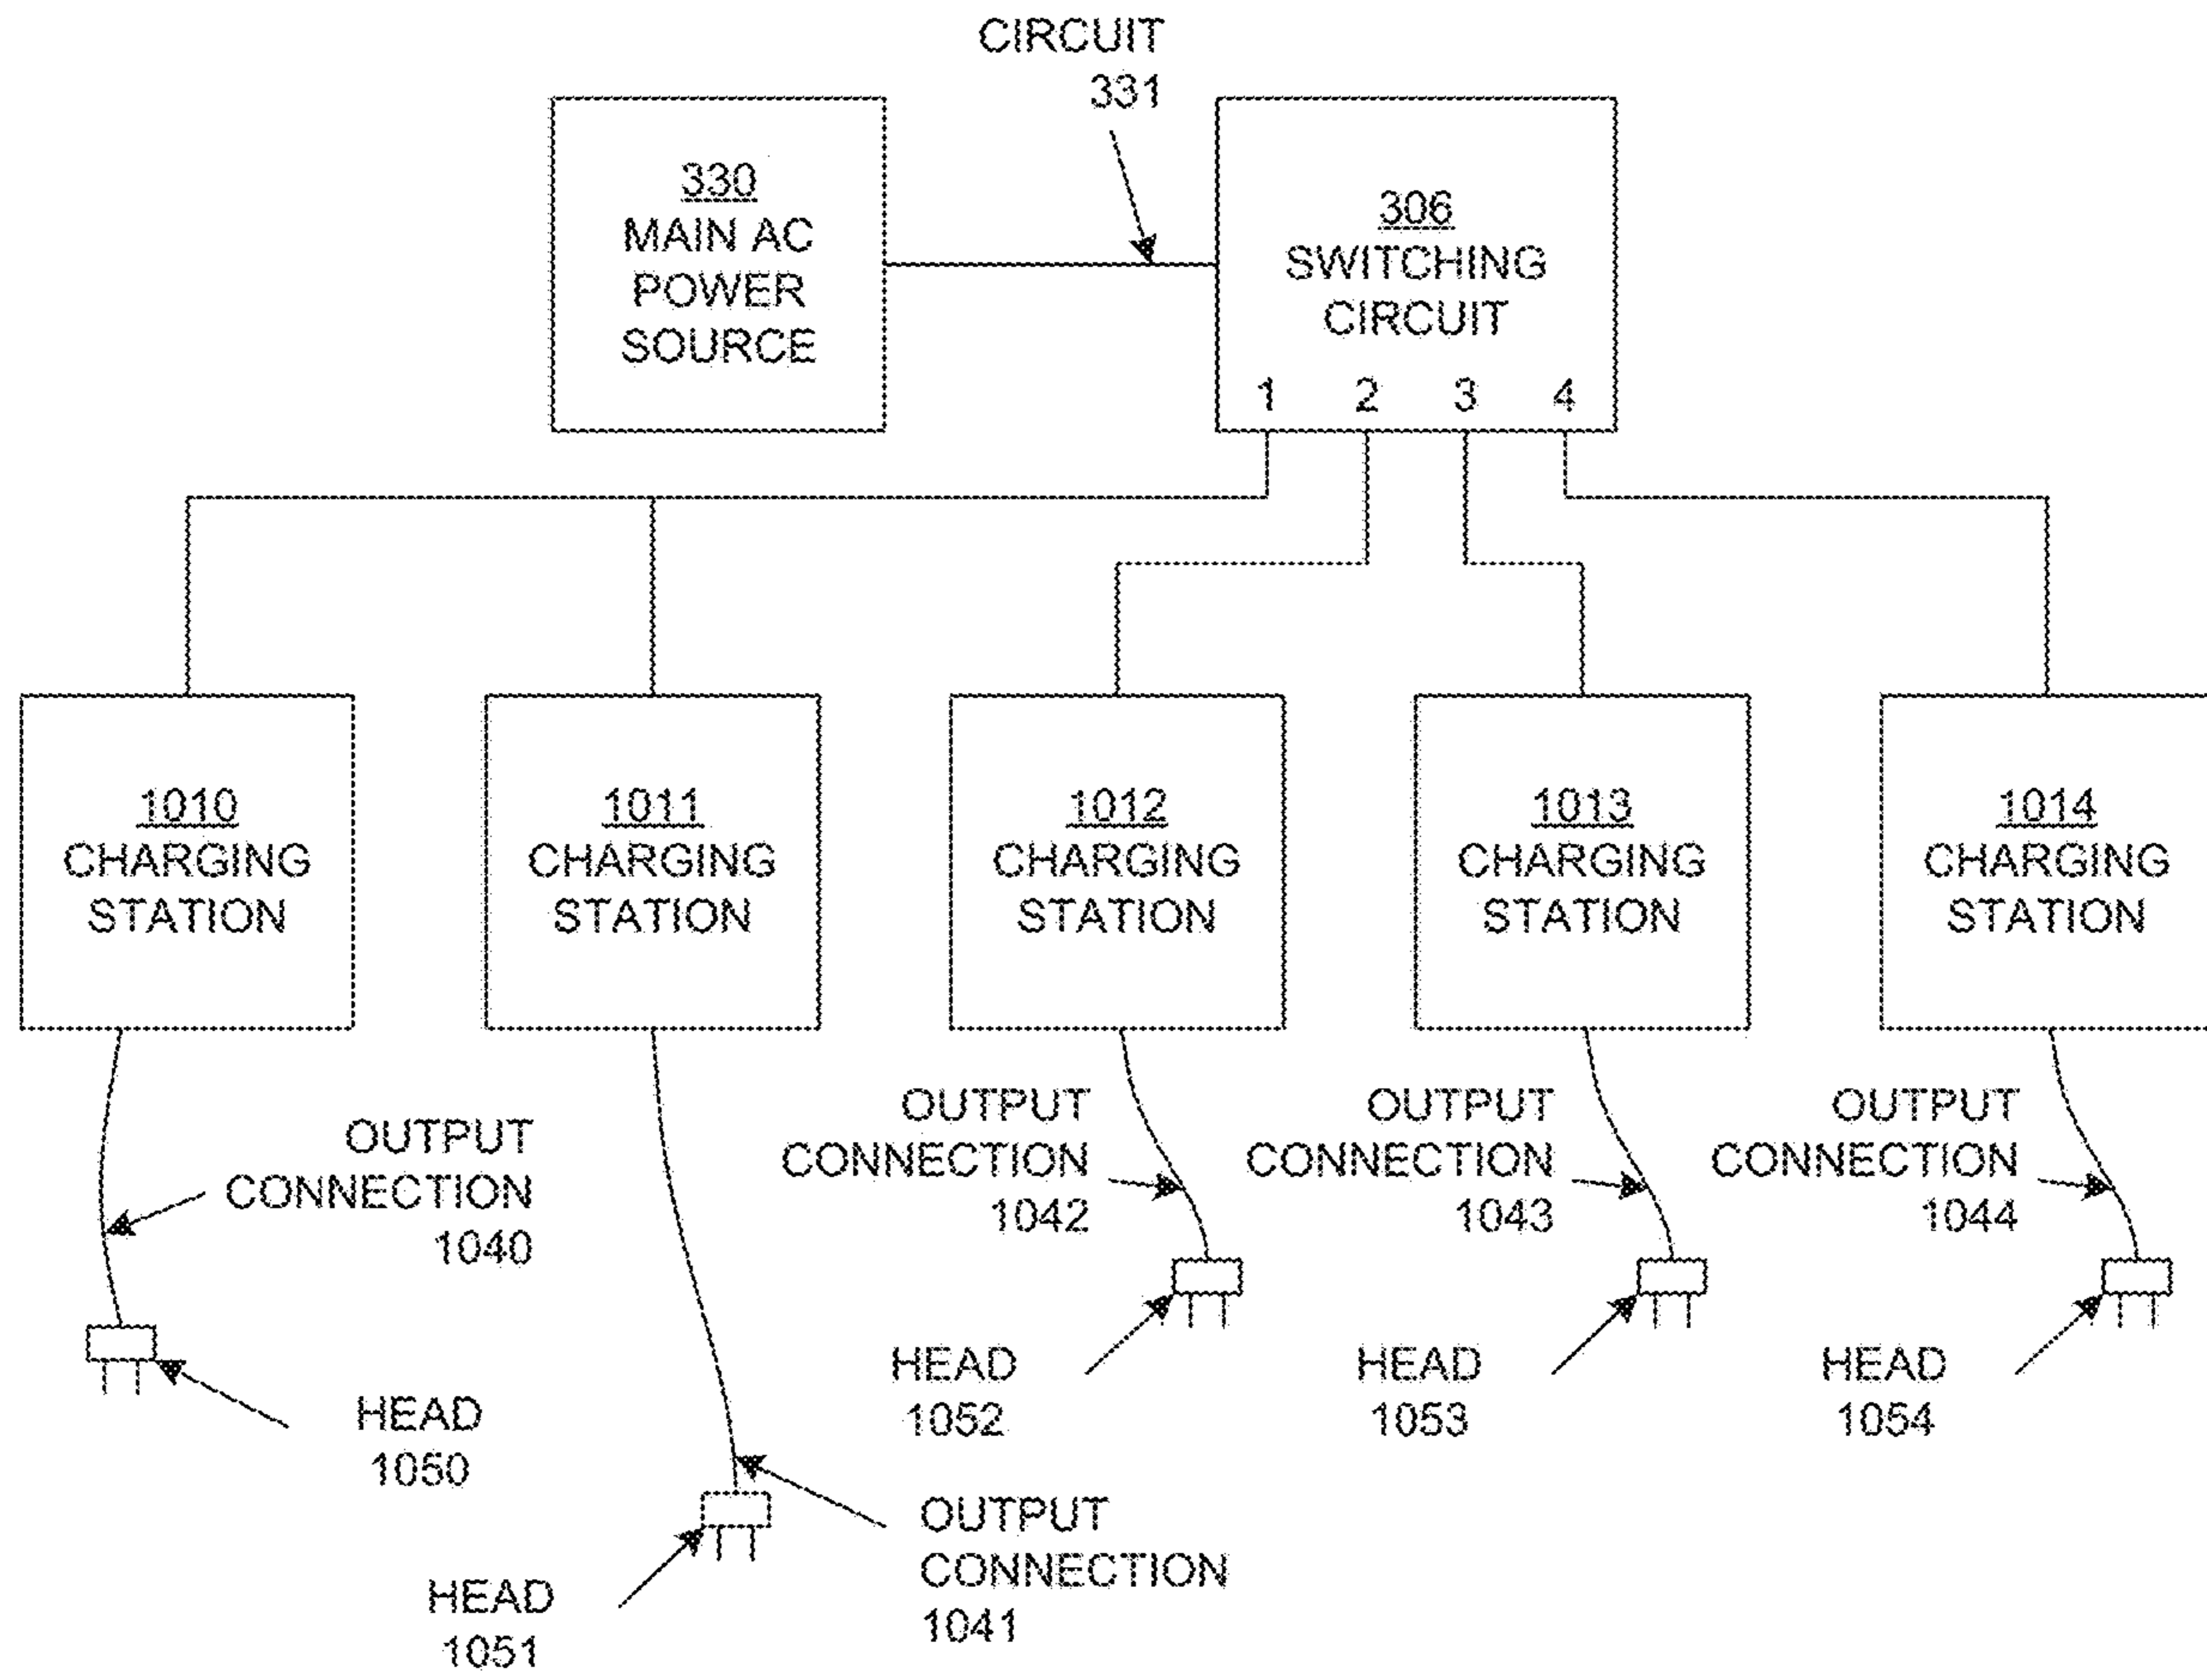 CIRCUIT
331
330
MAIN AC
POWER
SOURCE
306
SWITCHING
CIRCUIT
1 2 3 4
1010
CHARGING
STATION
1011
CHARGING
STATION
1012
CHARGING
STATION
1013
CHARGING
STATION
1014
CHARGING
STATION
OUTPUT
CONNECTION
1040
OUTPUT
CONNECTION
1042
OUTPUT
CONNECTION
1043
OUTPUT
CONNECTION
1044
HEAD
1050
HEAD
1052
HEAD
1053
HEAD
1054
HEAD
1051
OUTPUT
CONNECTION
1041